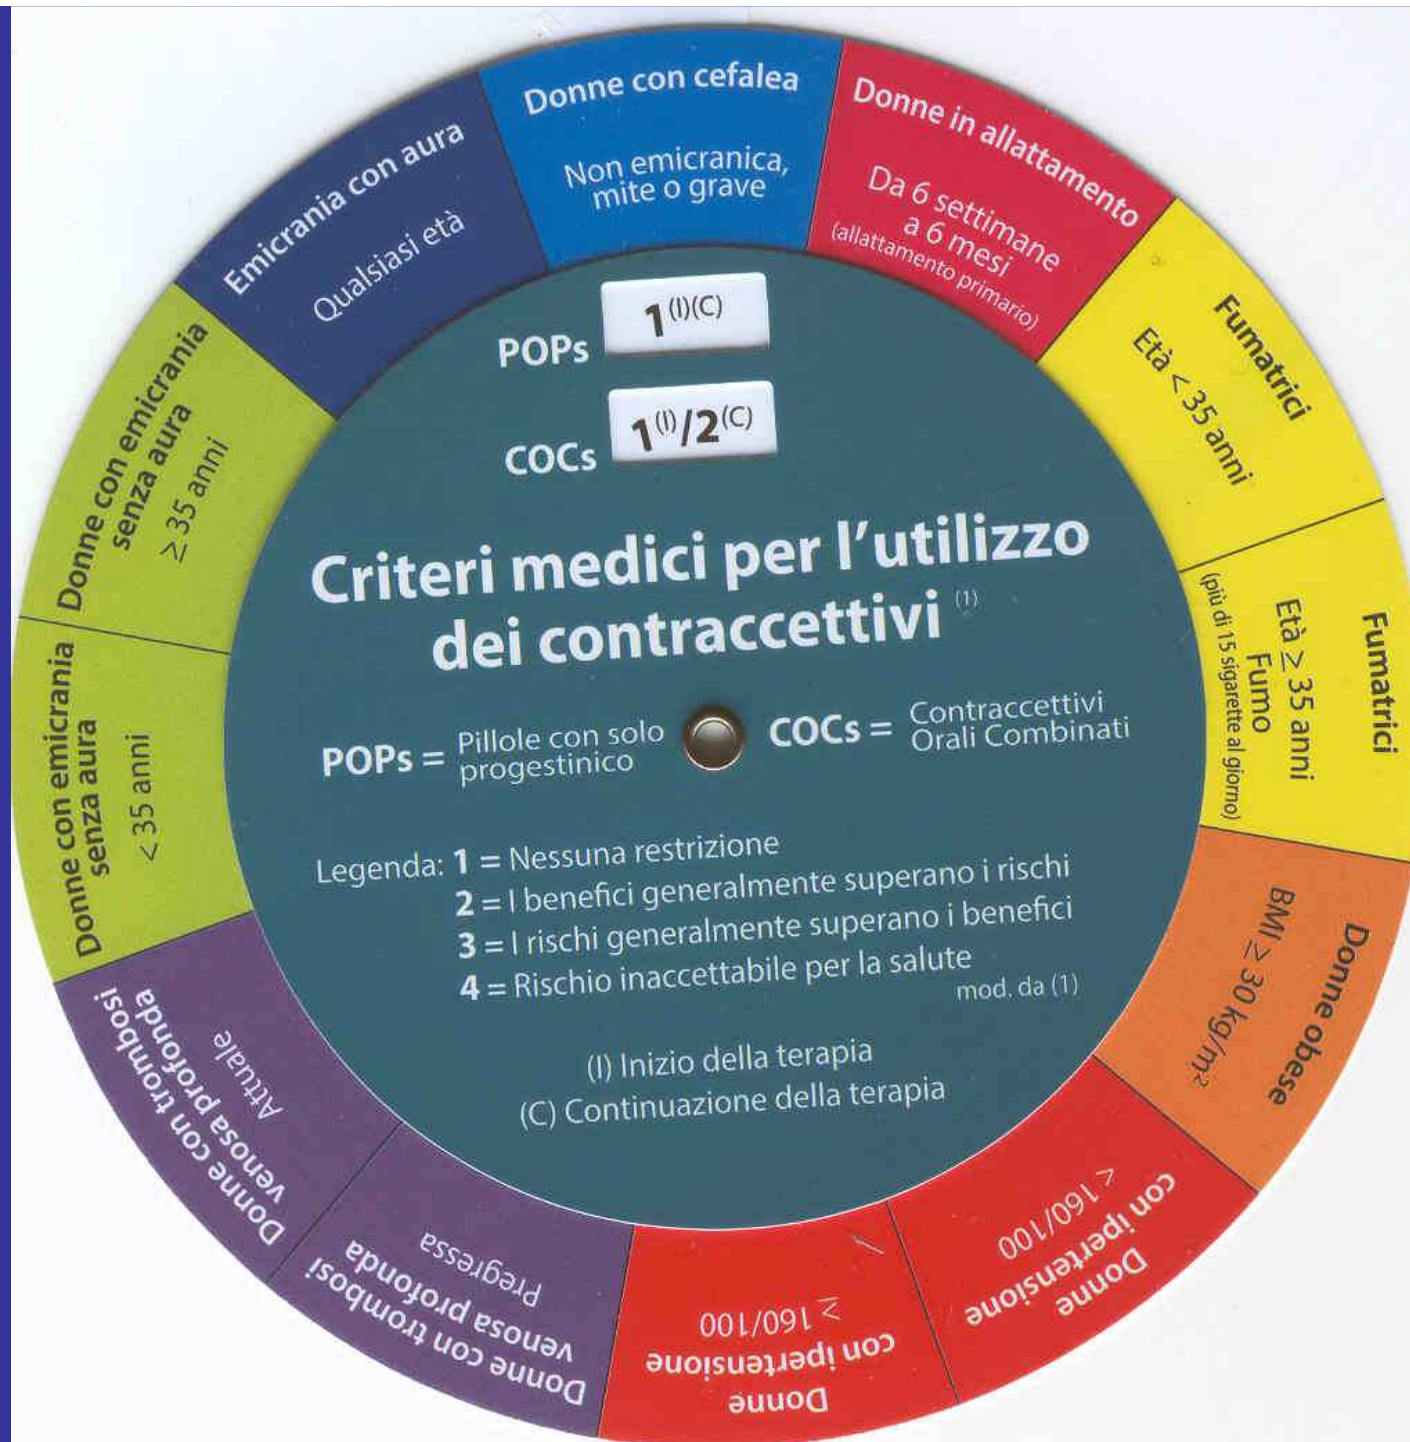 Donne con cefalea
Non emicranica,
mite o grave
Donne in allattamento
Da 6 settimane
a 6 mesi
(allattamento primario)
Fumatrici
Età < 35 anni
Fumatrici
Età ≥ 35 anni
Fumo
(più di 15 sigarette al giorno)
Donne obese
BMI ≥ 30 kg/m²
Donne
con ipertensione
< 160/100
Donne
con ipertensione
≥ 160/100
Donne con trombosi
venosa profonda
Pregressa
Donne con trombosi
venosa profonda
Attuale
Donne con emicrania
senza aura
< 35 anni
Donne con emicrania
senza aura
≥ 35 anni
Emicrania con aura
Qualsiasi età
POPs 1(I)(C)
COCs 1(I)/2(C)
Criteri medici per l'utilizzo
dei contraccettivi (1)
POPs = Pillole con solo
progestinico
COCs = Contraccettivi
Orali Combinati
Legenda: 1 = Nessuna restrizione
2 = I benefici generalmente superano i rischi
3 = I rischi generalmente superano i benefici
4 = Rischio inaccettabile per la salute
mod. da (1)
(I) Inizio della terapia
(C) Continuazione della terapia